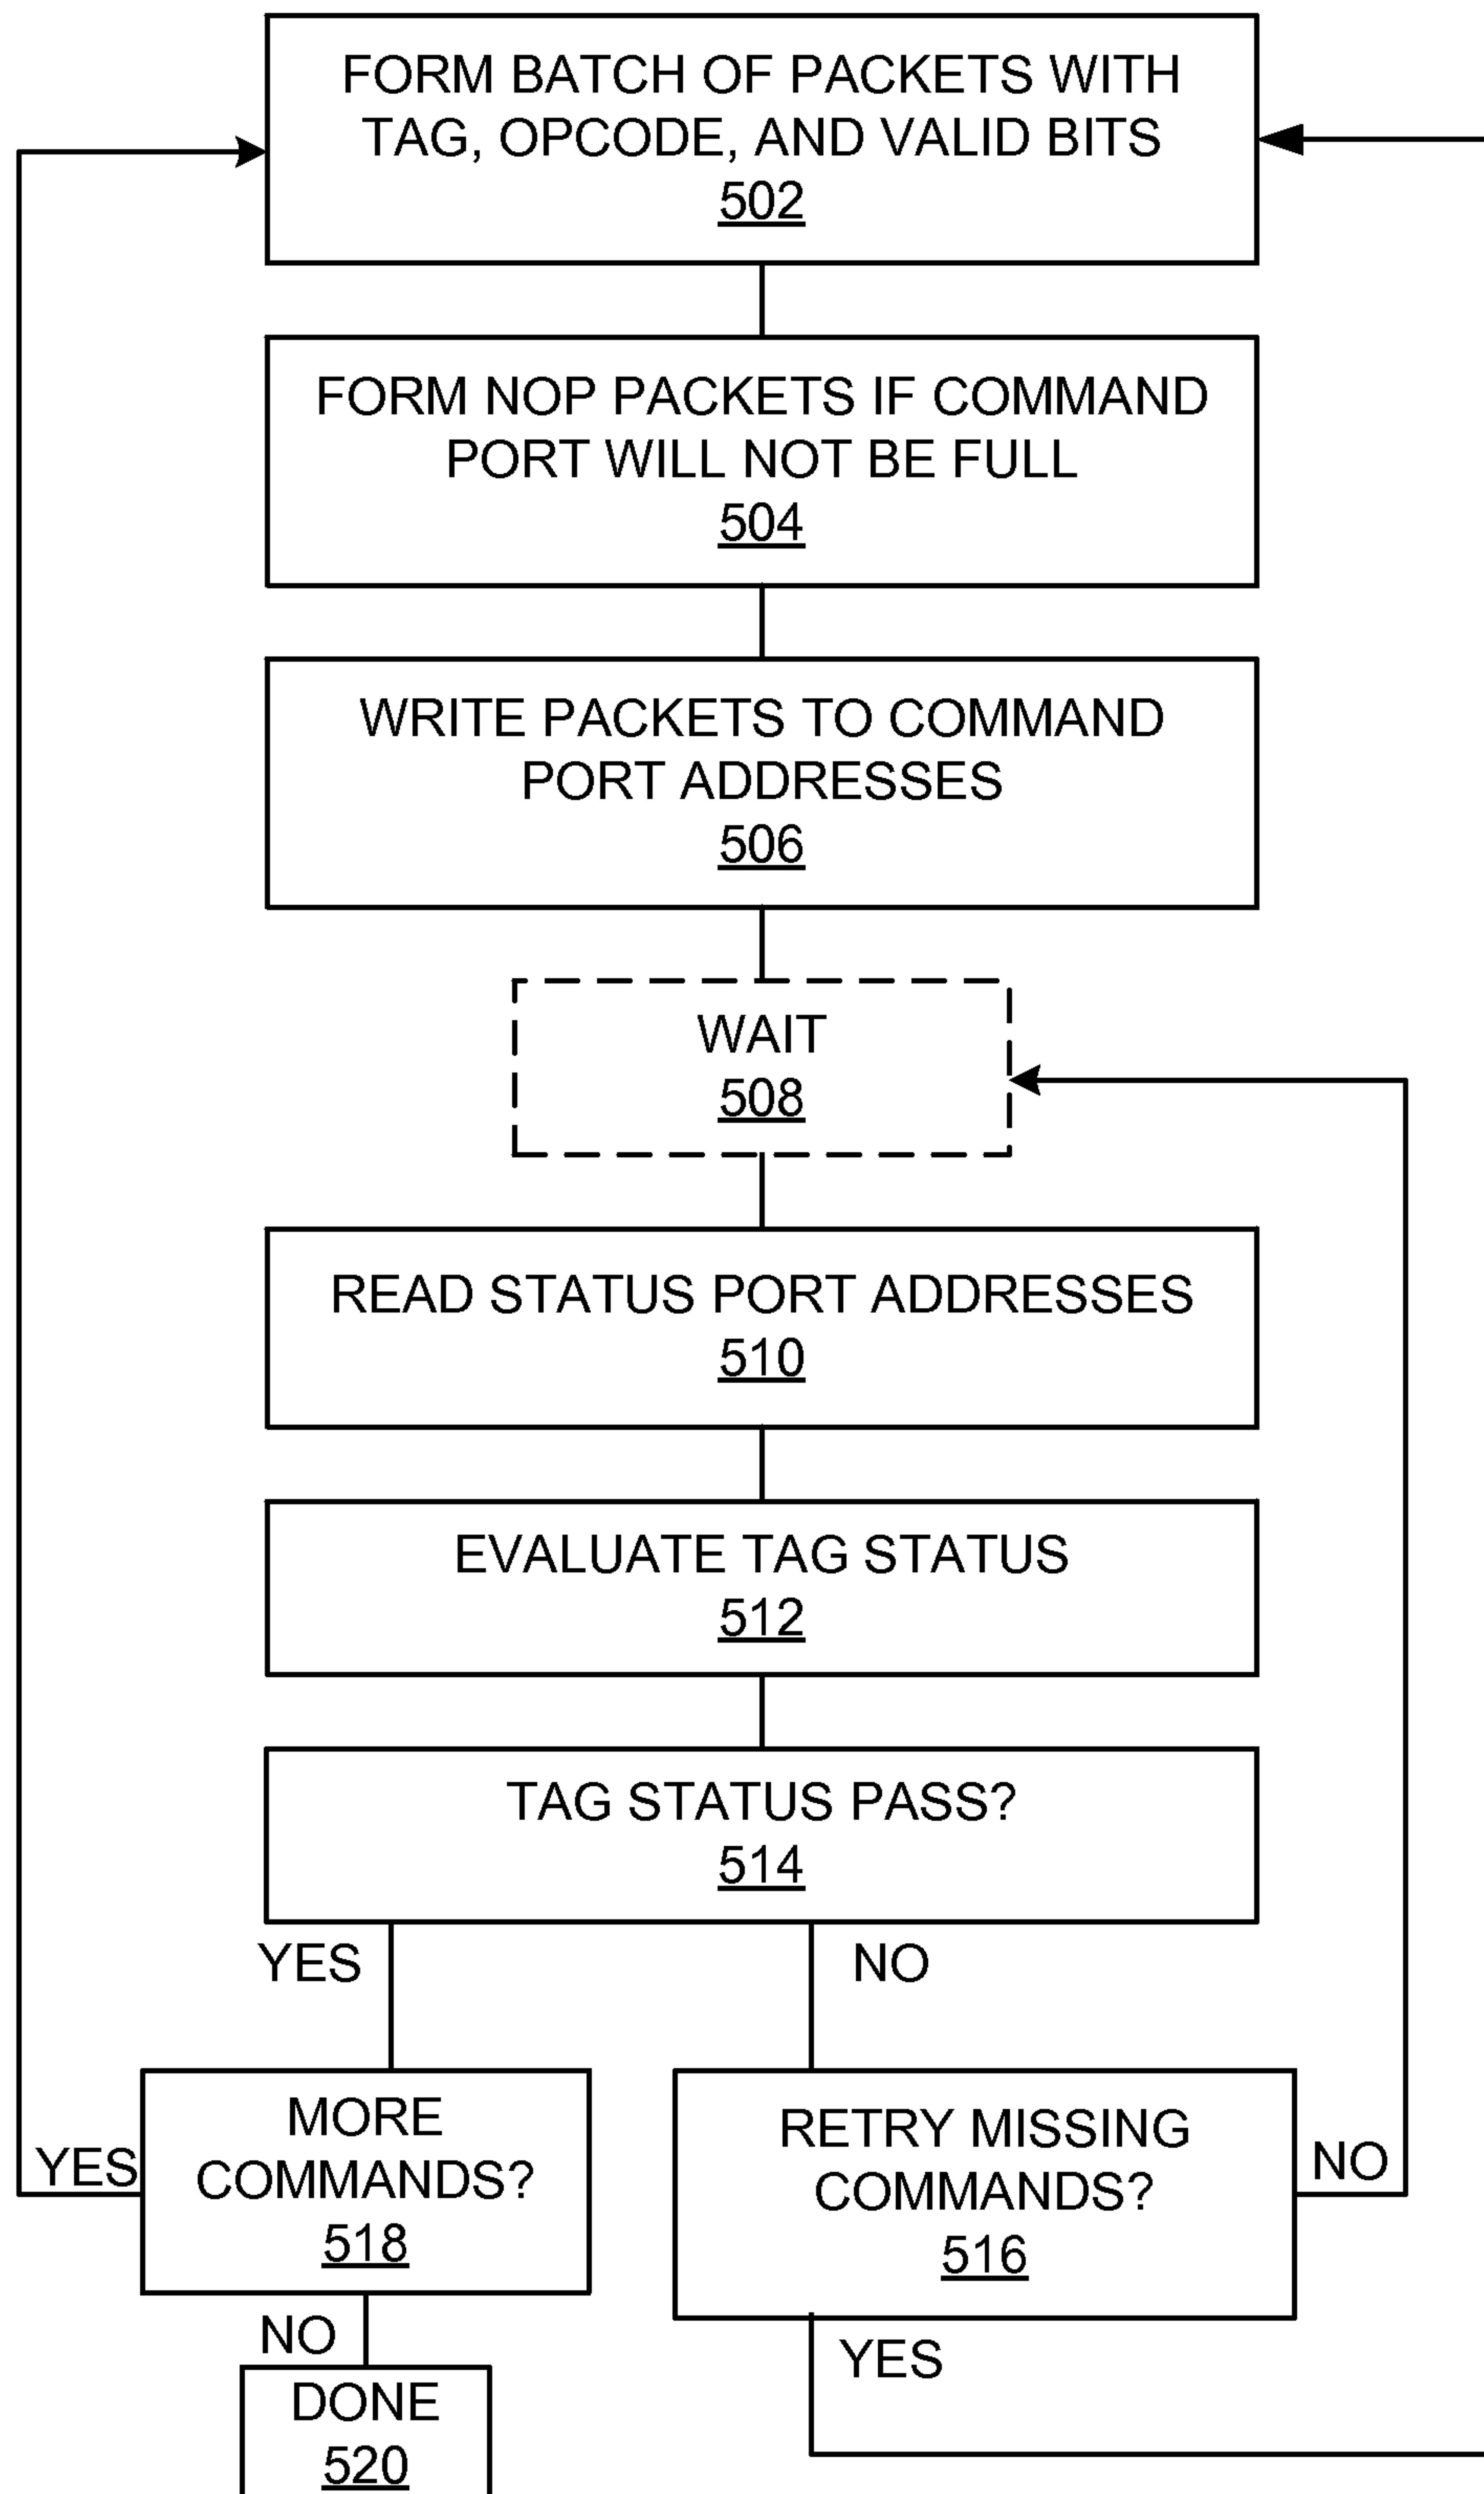 FORM BATCH OF PACKETS WITH
TAG, OPCODE, AND VALID BITS
502
FORM NOP PACKETS IF COMMAND
PORT WILL NOT BE FULL
504
WRITE PACKETS TO COMMAND
PORT ADDRESSES
506
WAIT
508
READ STATUS PORT ADDRESSES
510
EVALUATE TAG STATUS
512
TAG STATUS PASS?
514
YES
NO
MORE
COMMANDS?
518
YES
RETRY MISSING
COMMANDS?
516
NO
NO
YES
DONE
520